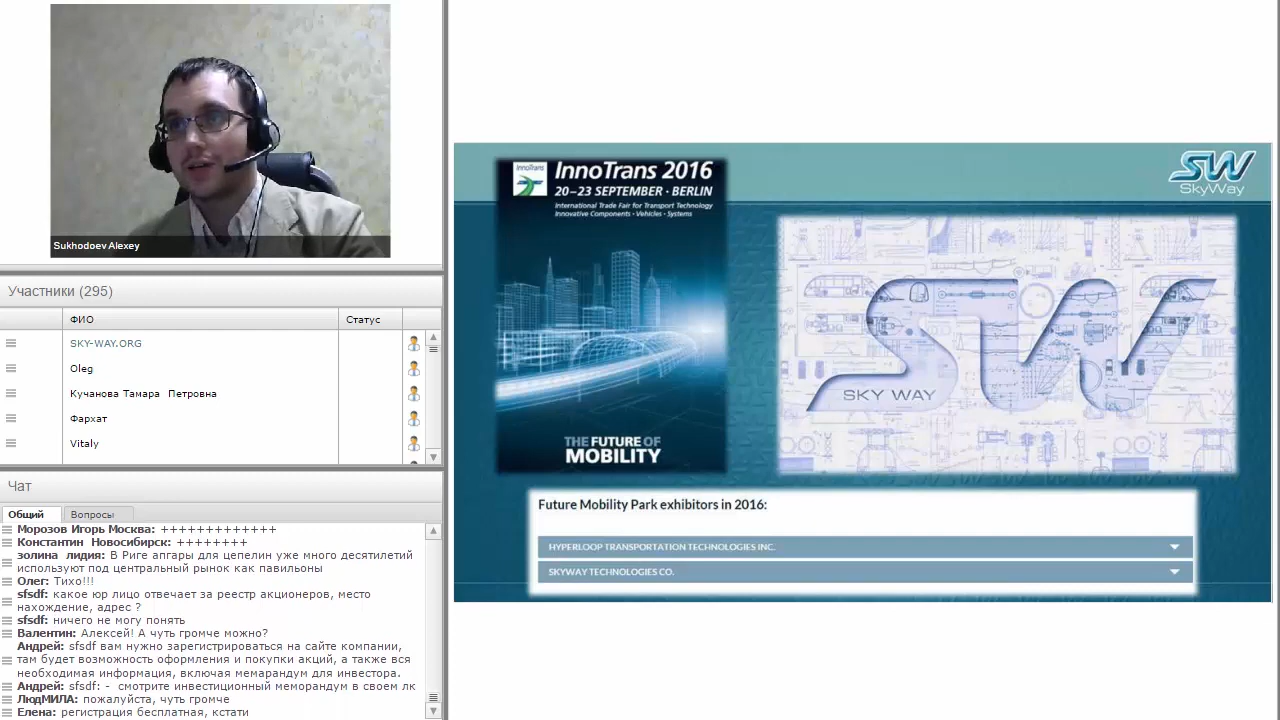 Sukhodoev Alexey
Участники (295)
ФИО
Статус
SKY-WAY.ORG
Oleg
Кучанова Тамара Петровна
Фархат
Vitaly
Чат
Общий
Вопросы
Морозов Игорь Москва: +++++++++++++
Константин Новосибирск: ++++++++
золина лидия: В Риге апгары для цепелин уже много десятилетий
используют под центральный рынок как павильоны
Олег: Тихо!!!
sfsdf: какое юр лицо отвечает за реестр акционеров, место
нахождение, адрес ?
sfsdf: ничего не могу понять
Валентин: Алексей! А чуть громче можно?
Андрей: sfsdf вам нужно зарегистрироваться на сайте компании,
там будет возможность оформления и покупки акций, а также вся
необходимая информация, включая мемарандум для инвестора.
Андрей: sfsdf: - смотрите инвестиционный меморандум в своем лк
ЛюдМИЛА: пожалуйста, чуть громче
Елена: регистрация бесплатная, кстати
InnoTrans
InnoTrans 2016
20–23 SEPTEMBER · BERLIN
International Trade Fair for Transport Technology
Innovative Components · Vehicles · Systems
THE FUTURE OF
MOBILITY
SW
SkyWay
SW
SKY WAY
Future Mobility Park exhibitors in 2016:
HYPERLOOP TRANSPORTATION TECHNOLOGIES INC.
SKYWAY TECHNOLOGIES CO.